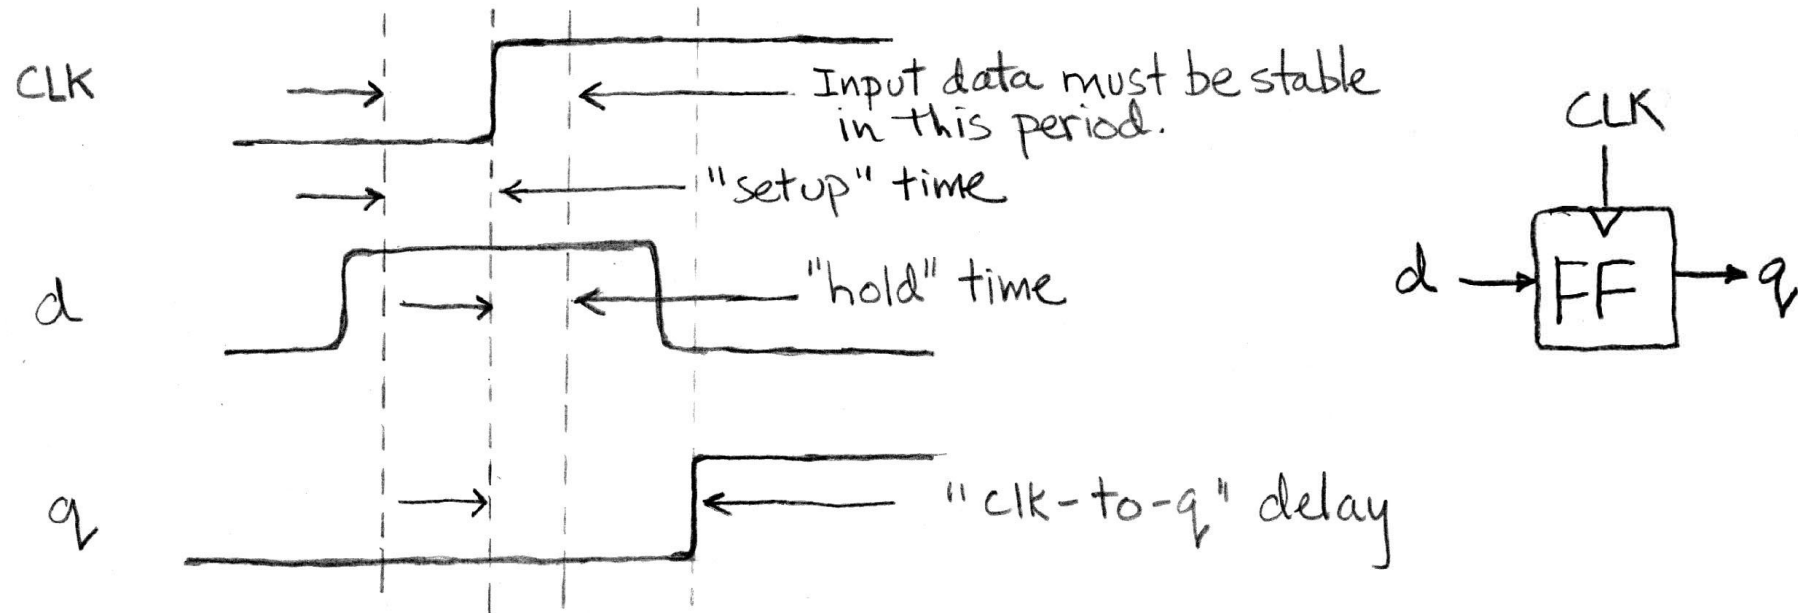 CLK
Input data must be stable
in this period.
"setup" time
d
"hold" time
q
"clk-to-q" delay
CLK
d
FF
q